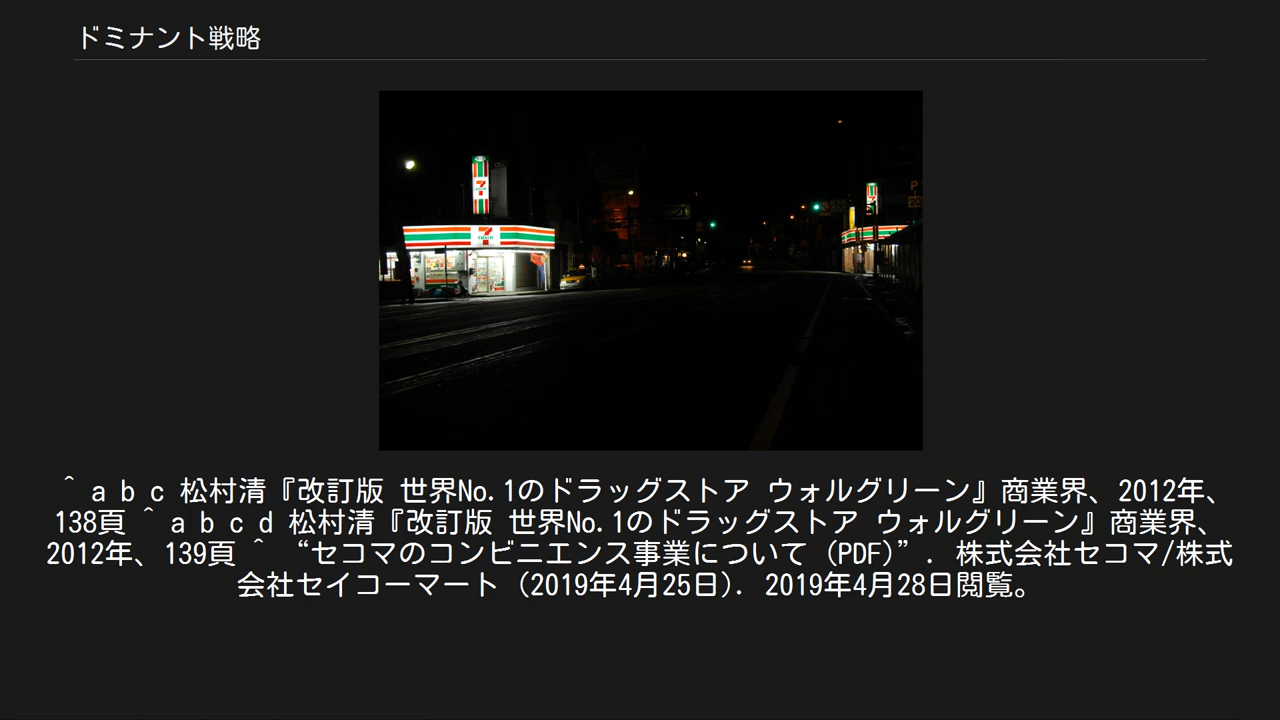 ドミナント戦略
7
^ a b c 松村清『改訂版 世界No.1のドラッグストア ウォルグリーン』商業界、2012年、
138頁 ^ a b c d 松村清『改訂版 世界No.1のドラッグストア ウォルグリーン』商業界、
2012年、139頁 ^ “セコマのコンビニエンス事業について (PDF)”. 株式会社セコマ/株式
会社セイコーマート (2019年4月25日). 2019年4月28日閲覧。